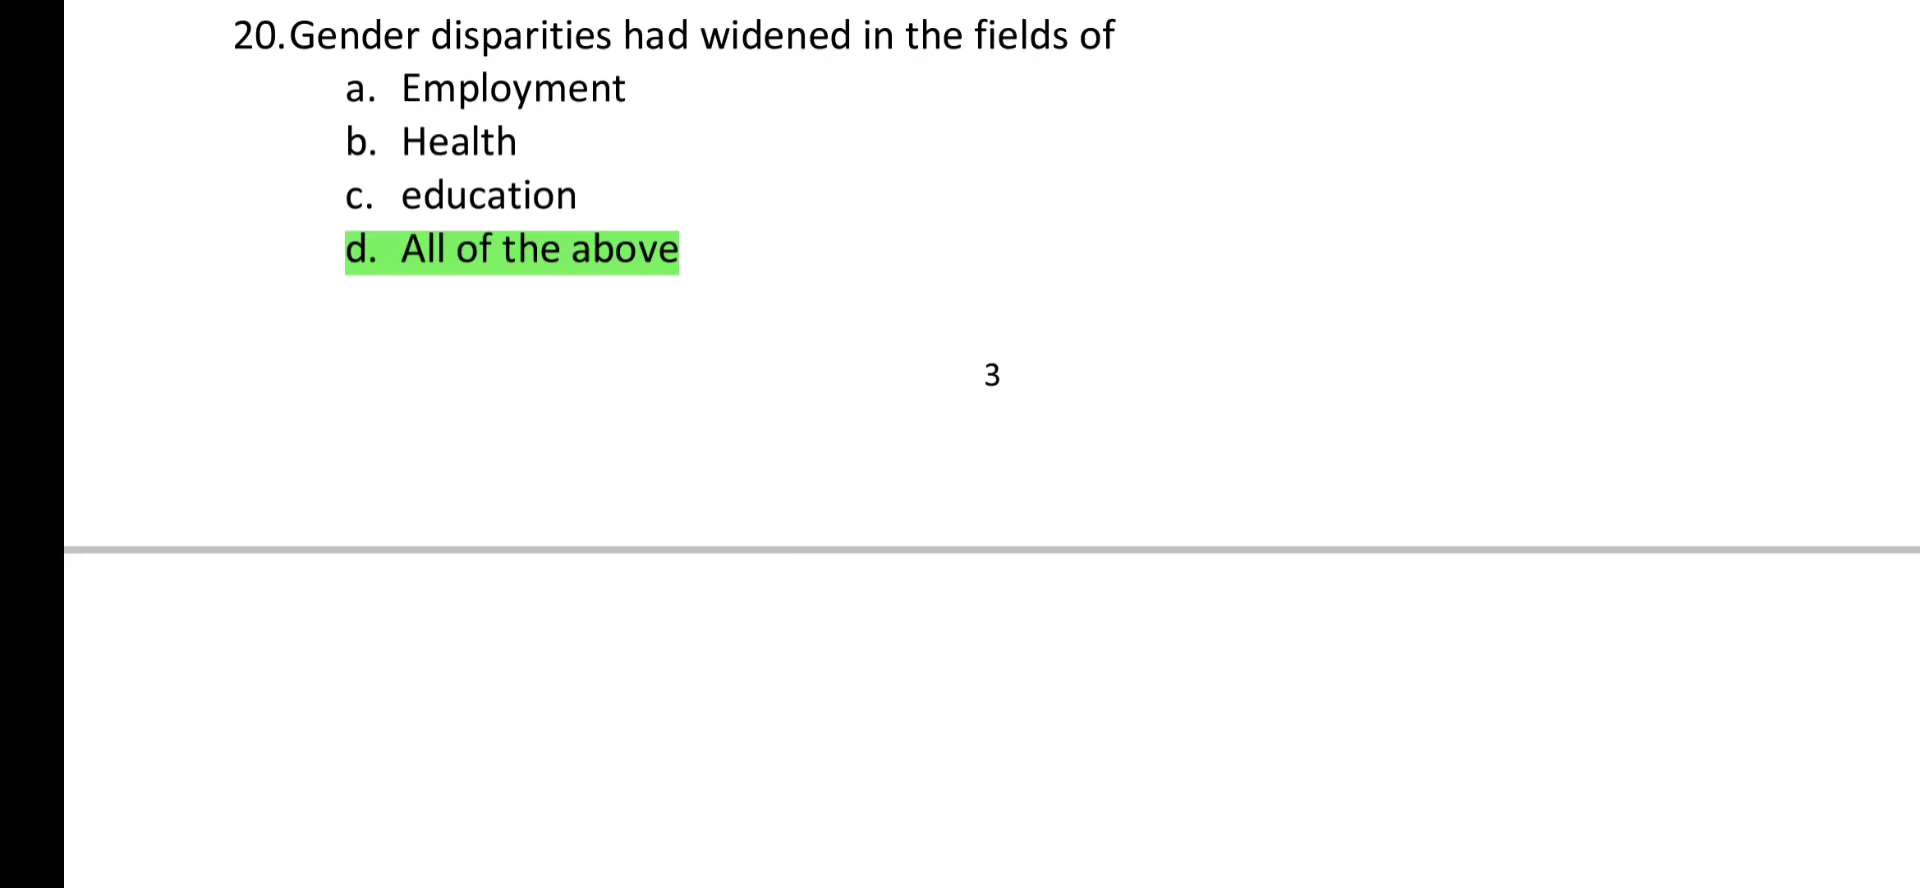 20.Gender disparities had widened in the fields of
a. Employment
b. Health
c. education
d. All of the above
3